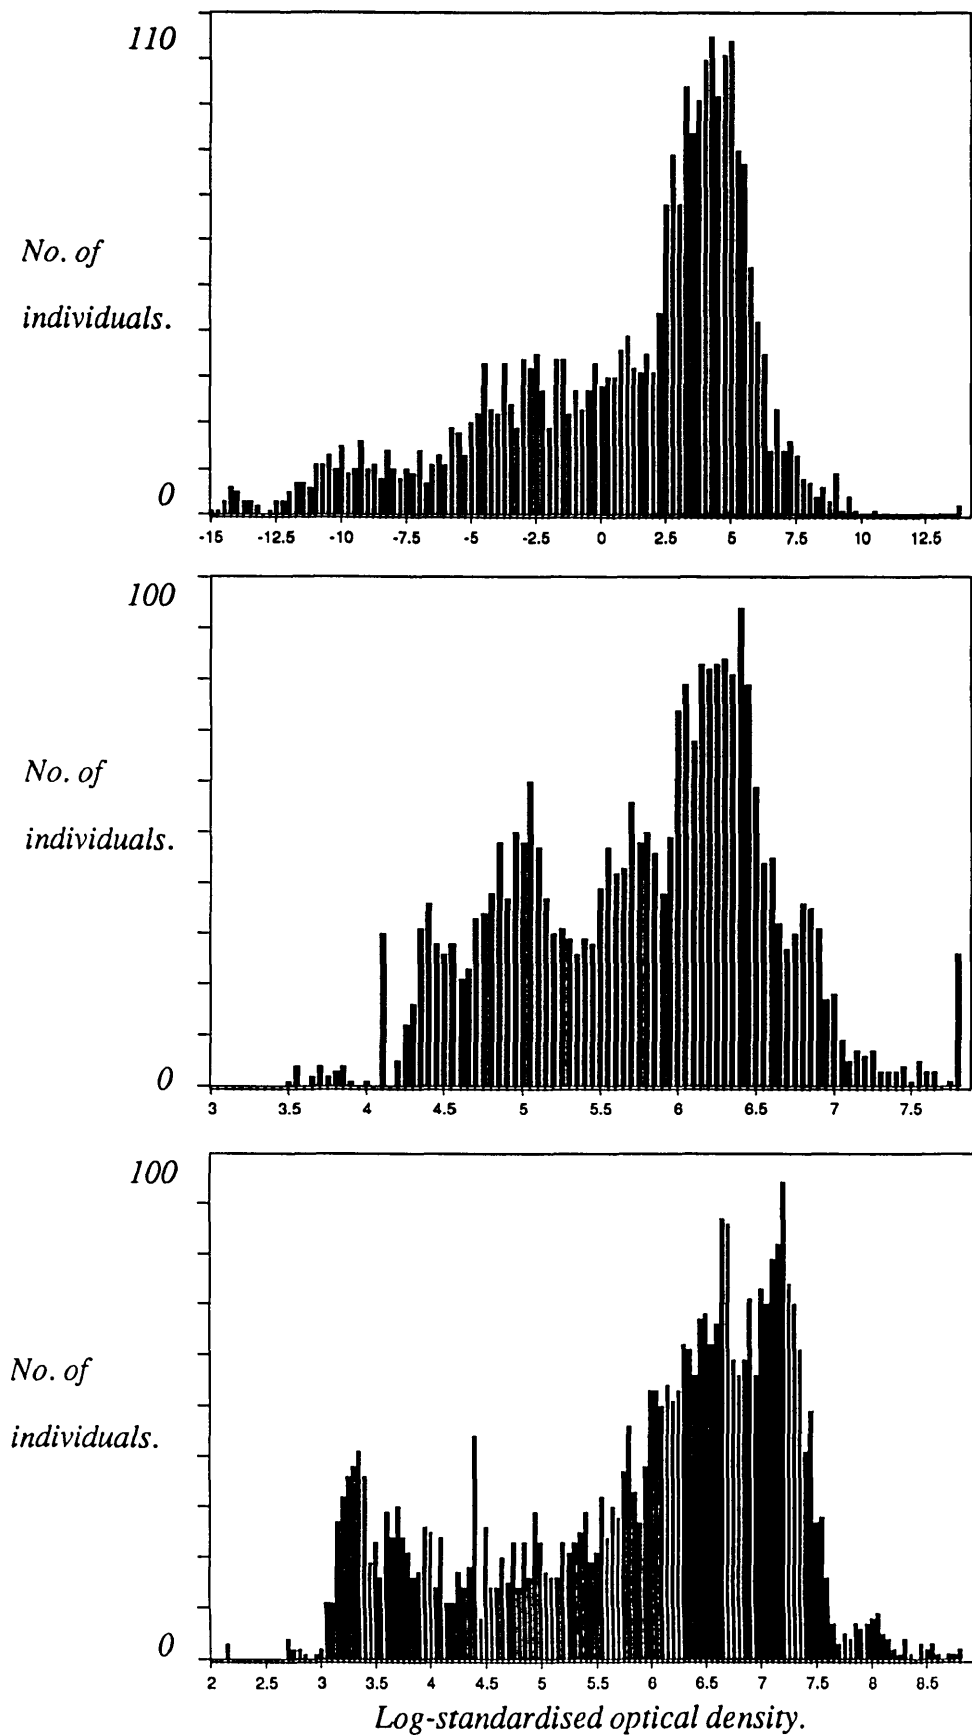 110
No. of
individuals.
0
-15 -12.5 -10 -7.5 -5 -2.5 0 2.5 5 7.5 10 12.5
100
No. of
individuals.
0
3 3.5 4 4.5 5 5.5 6 6.5 7 7.5
100
No. of
individuals.
0
2 2.5 3 3.5 4 4.5 5 5.5 6 6.5 7 7.5 8 8.5
Log-standardised optical density.